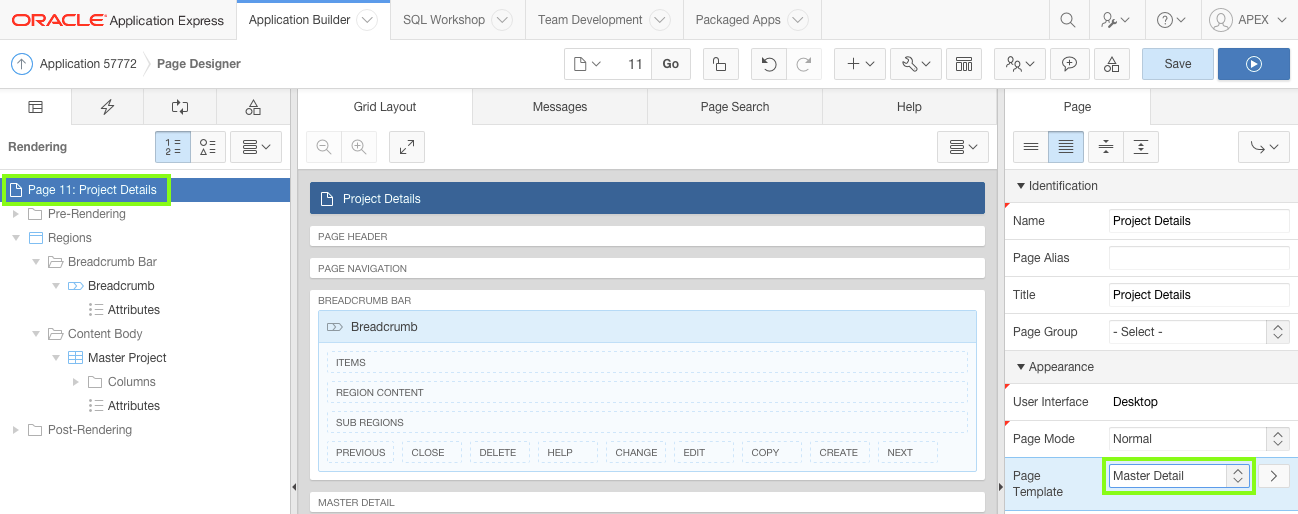 ORACLE Application Express Application Builder SQL Workshop Team Development Packaged Apps APEX
Application 57772 Page Designer 11 Go Save
Grid Layout Messages Page Search Help Page
Rendering
1 = 2 =
Page 11: Project Details
Pre-Rendering
Regions
Breadcrumb Bar
Breadcrumb
Attributes
Content Body
Master Project
Columns
Attributes
Post-Rendering
Project Details
PAGE HEADER
PAGE NAVIGATION
BREADCRUMB BAR
Breadcrumb
ITEMS
REGION CONTENT
SUB REGIONS
PREVIOUS CLOSE DELETE HELP CHANGE EDIT COPY CREATE NEXT
MASTER DETAIL
Identification
Name Project Details
Page Alias
Title Project Details
Page Group - Select -
Appearance
User Interface Desktop
Page Mode Normal
Page Template Master Detail